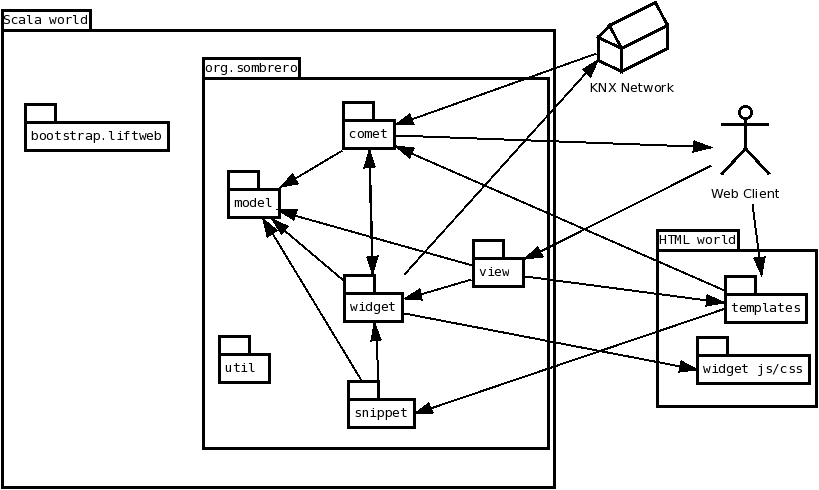 Scala world
org.sombrero
KNX Network
bootstrap.liftweb
comet
Web Client
model
HTML world
view
widget
templates
util
widget js/css
snippet